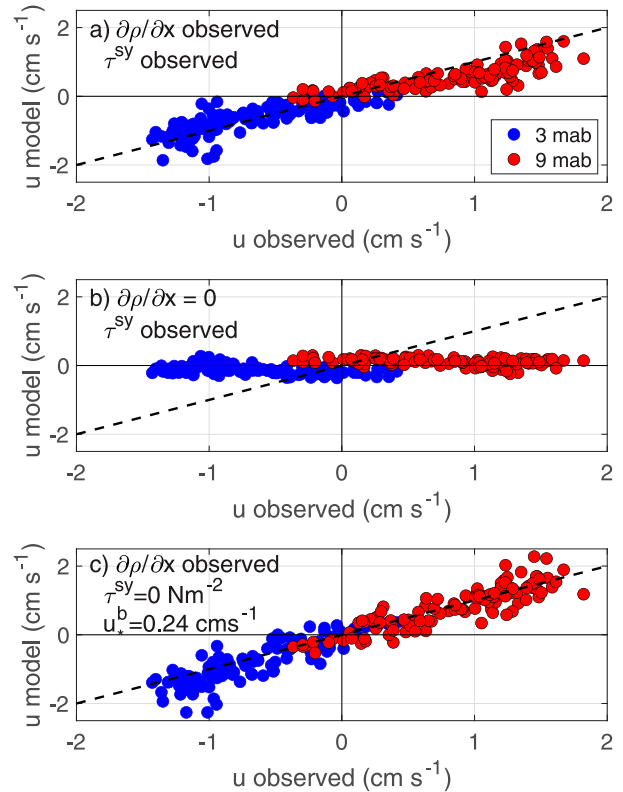 a) ∂ρ/∂x observed
τ^sy observed
u model (cm s⁻¹)
2
0
-2
3 mab
9 mab
-2 -1 0 1 2
u observed (cm s⁻¹)
b) ∂ρ/∂x = 0
τ^sy observed
u model (cm s⁻¹)
2
0
-2
-2 -1 0 1 2
u observed (cm s⁻¹)
c) ∂ρ/∂x observed
τ^sy=0 Nm⁻²
u_*^b=0.24 cms⁻¹
u model (cm s⁻¹)
2
0
-2
-2 -1 0 1 2
u observed (cm s⁻¹)